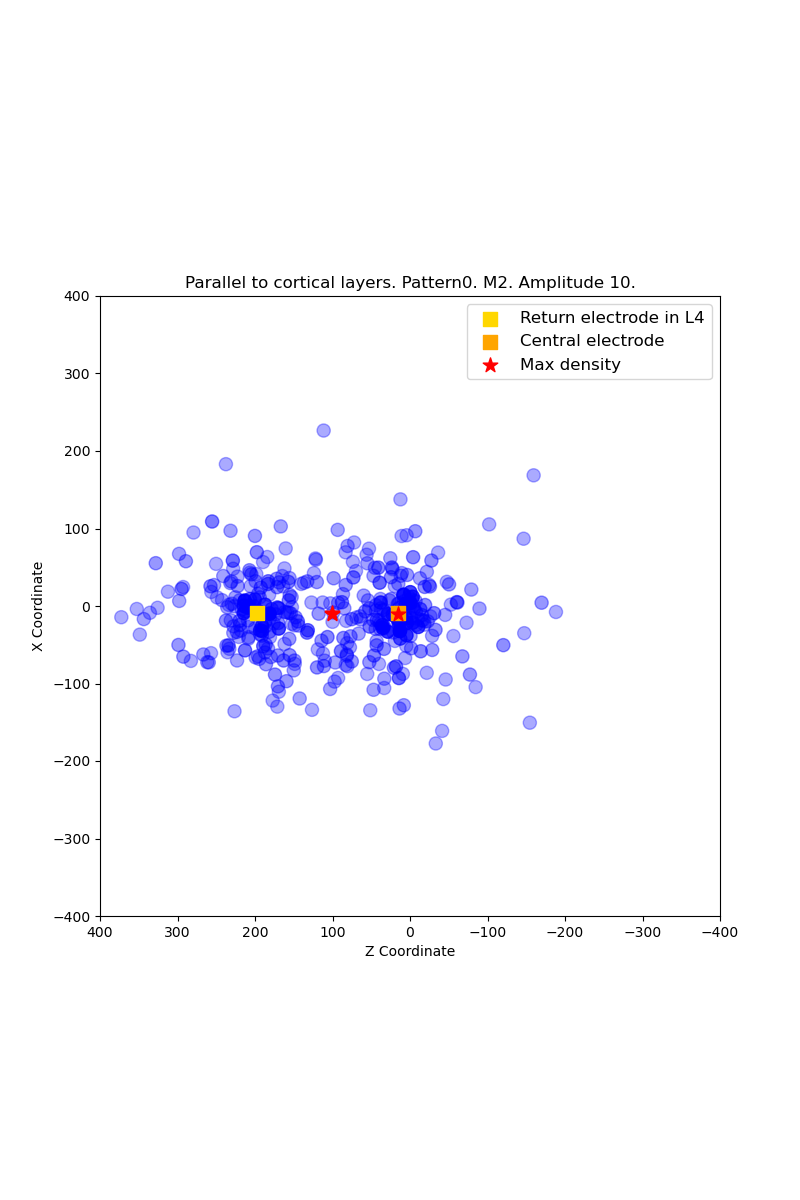 Parallel to cortical layers. Pattern0. M2. Amplitude 10.
Return electrode in L4
Central electrode
Max density
400
300
200
100
0
−100
−200
−300
−400
X Coordinate
400 300 200 100 0 −100 −200 −300 −400
Z Coordinate